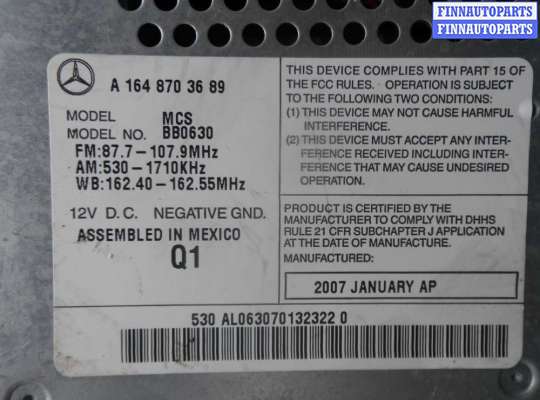 FINNAUTOPARTS
FINNAUTOPARTS
A 164 870 36 89
MODEL MCS
MODEL NO. BB0630
FM:87.7-107.9MHz
AM:530-1710KHz
WB:162.40-162.55MHz
12V D.C. NEGATIVE GND.
ASSEMBLED IN MEXICO
Q1
THIS DEVICE COMPLIES WITH PART 15 OF
THE FCC RULES. OPERATION IS SUBJECT
TO THE FOLLOWING TWO CONDITIONS:
(1) THIS DEVICE MAY NOT CAUSE HARMFUL
INTERFERENCE.
(2) THIS DEVICE MUST ACCEPT ANY INTER-
FERENCE RECEIVED INCLUDING INTER-
FERENCE THAT MAY CAUSE UNDESIRED
OPERATION.
PRODUCT IS CERTIFIED BY THE
MANUFACTURER TO COMPLY WITH DHHS
RULE 21 CFR SUBCHAPTER J APPLICATION
AT THE DATE OF MANUFACTURE.
MANUFACTURED:
2007 JANUARY AP
530 AL063070132322 0